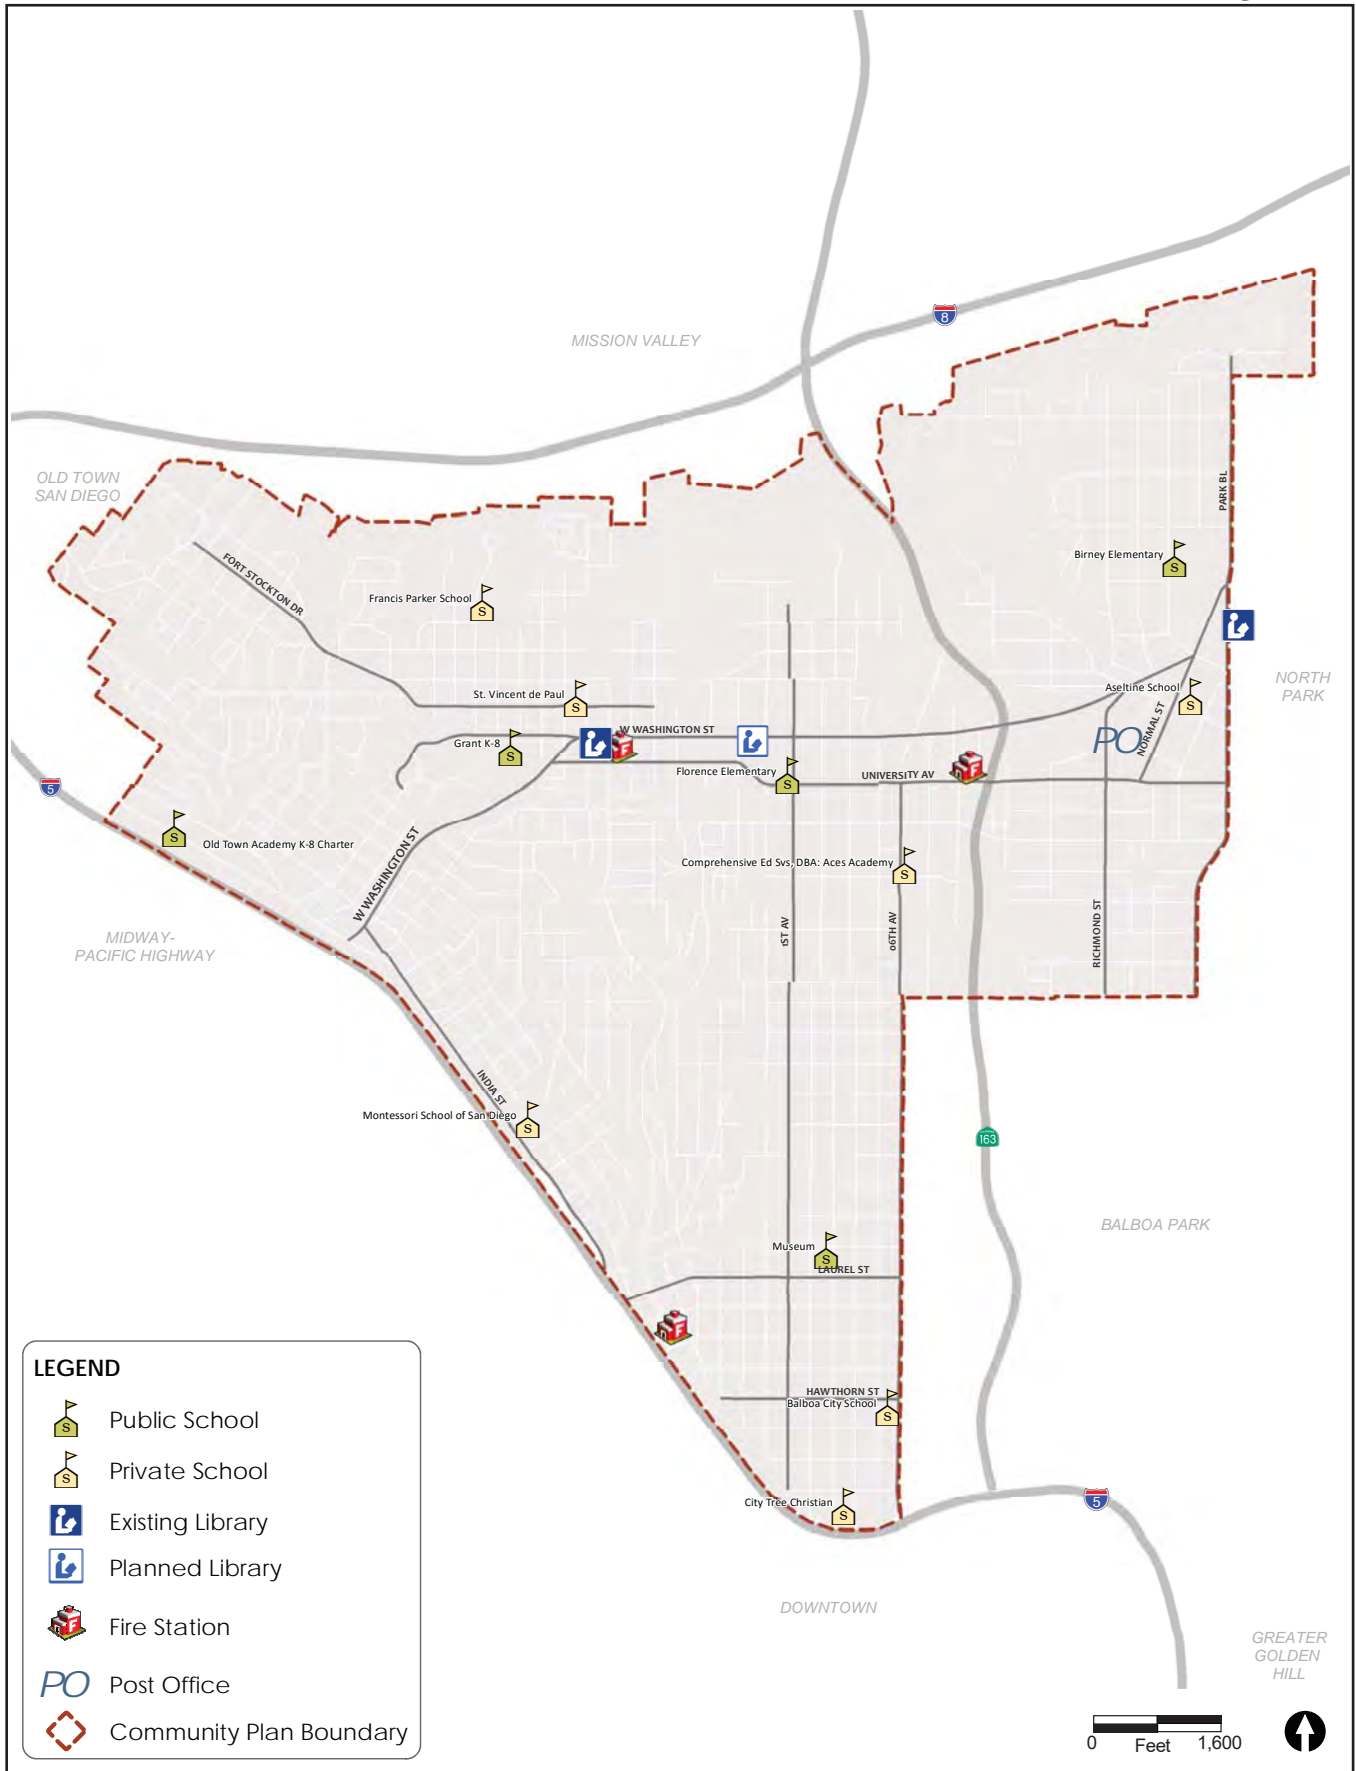 MISSION VALLEY
8
OLD TOWN
SAN DIEGO
PARK BL
Birney Elementary
S
FORT STOCKTON DR
Francis Parker School
S
NORTH
PARK
Aseltine School
S
St. Vincent de Paul
S
W WASHINGTON ST
NORMAL ST
PO
Grant K-8
S
F
Florence Elementary
S
UNIVERSITY AV
F
5
S
Old Town Academy K-8 Charter
Comprehensive Ed Svs, DBA: Aces Academy
S
W WASHINGTON ST
1ST AV
06TH AV
RICHMOND ST
MIDWAY-
PACIFIC HIGHWAY
INDIA ST
Montessori School of San Diego
S
163
BALBOA PARK
Museum
S
LAUREL ST
F
HAWTHORN ST
Balboa City School
S
City Tree Christian
S
5
DOWNTOWN
GREATER
GOLDEN
HILL
LEGEND
S Public School
S Private School
Existing Library
Planned Library
F Fire Station
PO Post Office
Community Plan Boundary
0 Feet 1,600